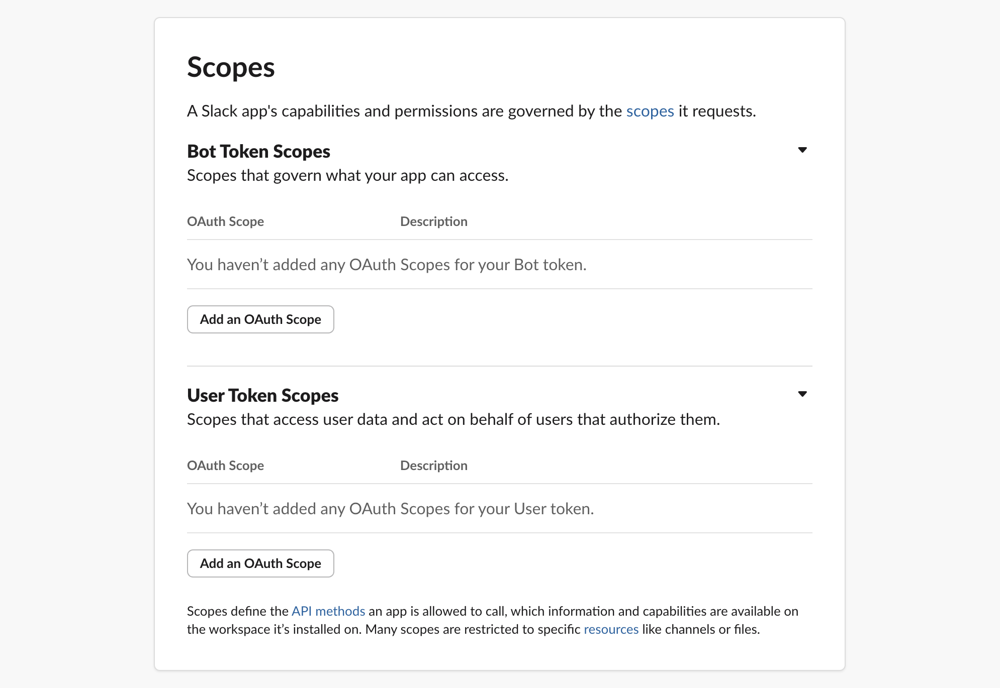 Scopes
A Slack app's capabilities and permissions are governed by the scopes it requests.
Bot Token Scopes
Scopes that govern what your app can access.
OAuth Scope Description
You haven’t added any OAuth Scopes for your Bot token.
Add an OAuth Scope
User Token Scopes
Scopes that access user data and act on behalf of users that authorize them.
OAuth Scope Description
You haven’t added any OAuth Scopes for your User token.
Add an OAuth Scope
Scopes define the API methods an app is allowed to call, which information and capabilities are available on
the workspace it’s installed on. Many scopes are restricted to specific resources like channels or files.